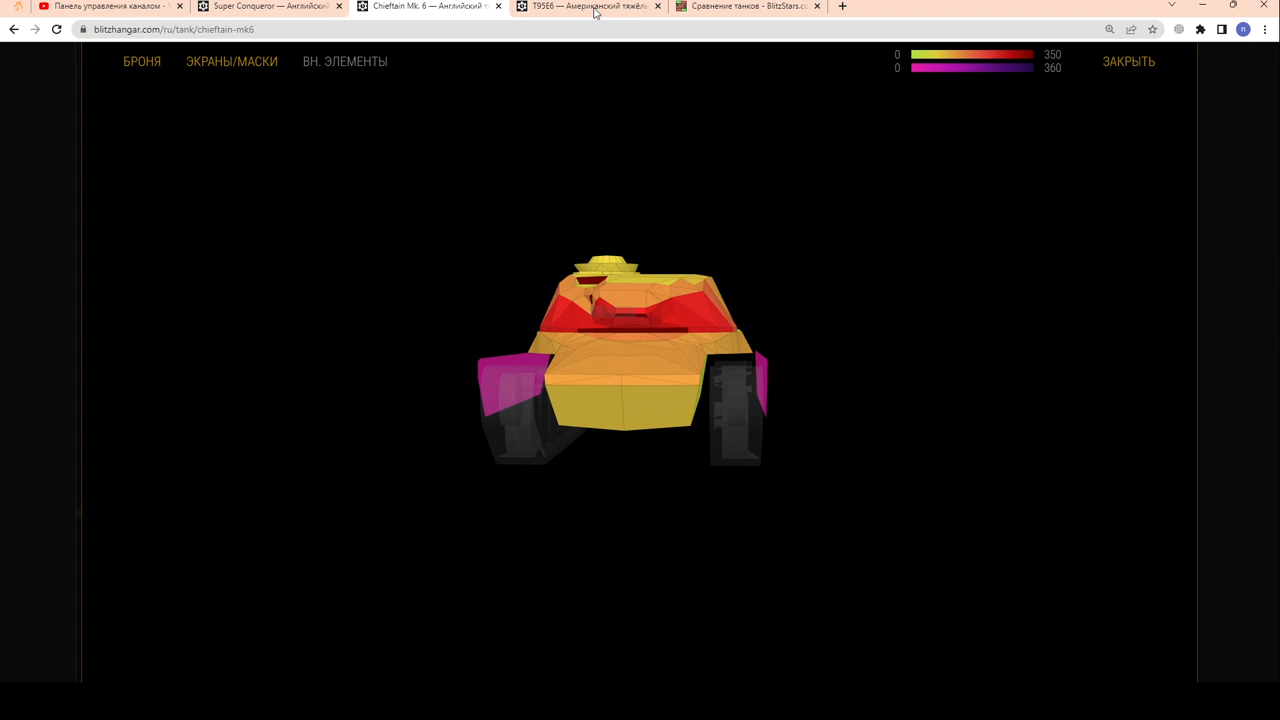 Панель управления каналом -
Super Conqueror — Английский
Chieftain Mk. 6 — Английский т
T95E6 — Американский тяжёль
Сравнение танков - BlitzStars.co
blitzhangar.com/ru/tank/chieftain-mk6
n
БРОНЯ ЭКРАНЫ/МАСКИ ВН. ЭЛЕМЕНТЫ
0 350
0 360
ЗАКРЫТЬ